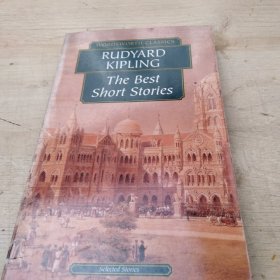 WORDSWORTH CLASSICS
RUDYARD
KIPLING
The Best
Short Stories
Selected Stories